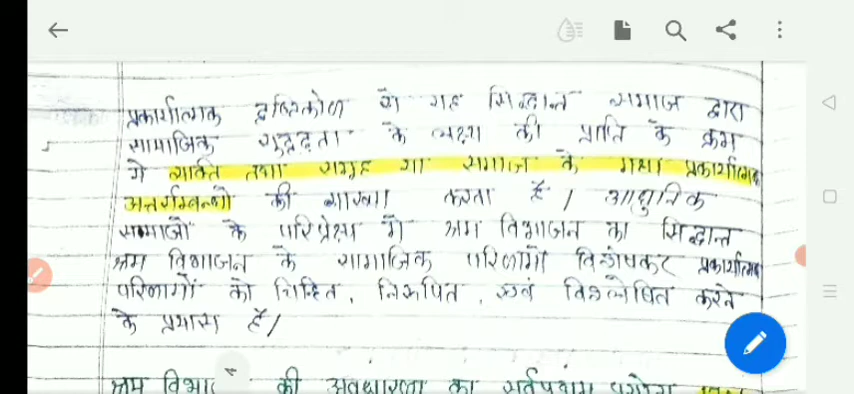 प्रकार्यात्मक दृष्टिकोण से यह सिद्धान्त समाज द्वारा
सामाजिक सुदृढ़ता के लक्ष्य की प्राप्ति के क्रम
में व्यक्ति तथा समूह या समाज के मध्य प्रकार्यात्मक
अन्तर्सम्बन्धों की व्याख्या करता है। आधुनिक
समाजों के परिप्रेक्ष्य में श्रम विभाजन का सिद्धान्त
श्रम विभाजन के सामाजिक परिणामों विशेषकर प्रकार्यात्मक
परिणामों को चिन्हित, निरूपित, एवं विश्लेषित करने
के प्रयास है।
श्रम की अवधारणा का सर्वप्रथम प्रयोग